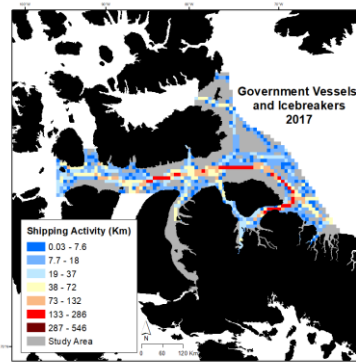 Government Vessels
and Icebreakers
2017
Shipping Activity (Km)
0.03 - 7.6
7.7 - 18
19 - 37
38 - 72
73 - 132
133 - 286
287 - 546
Study Area
N
0 60 120 Km